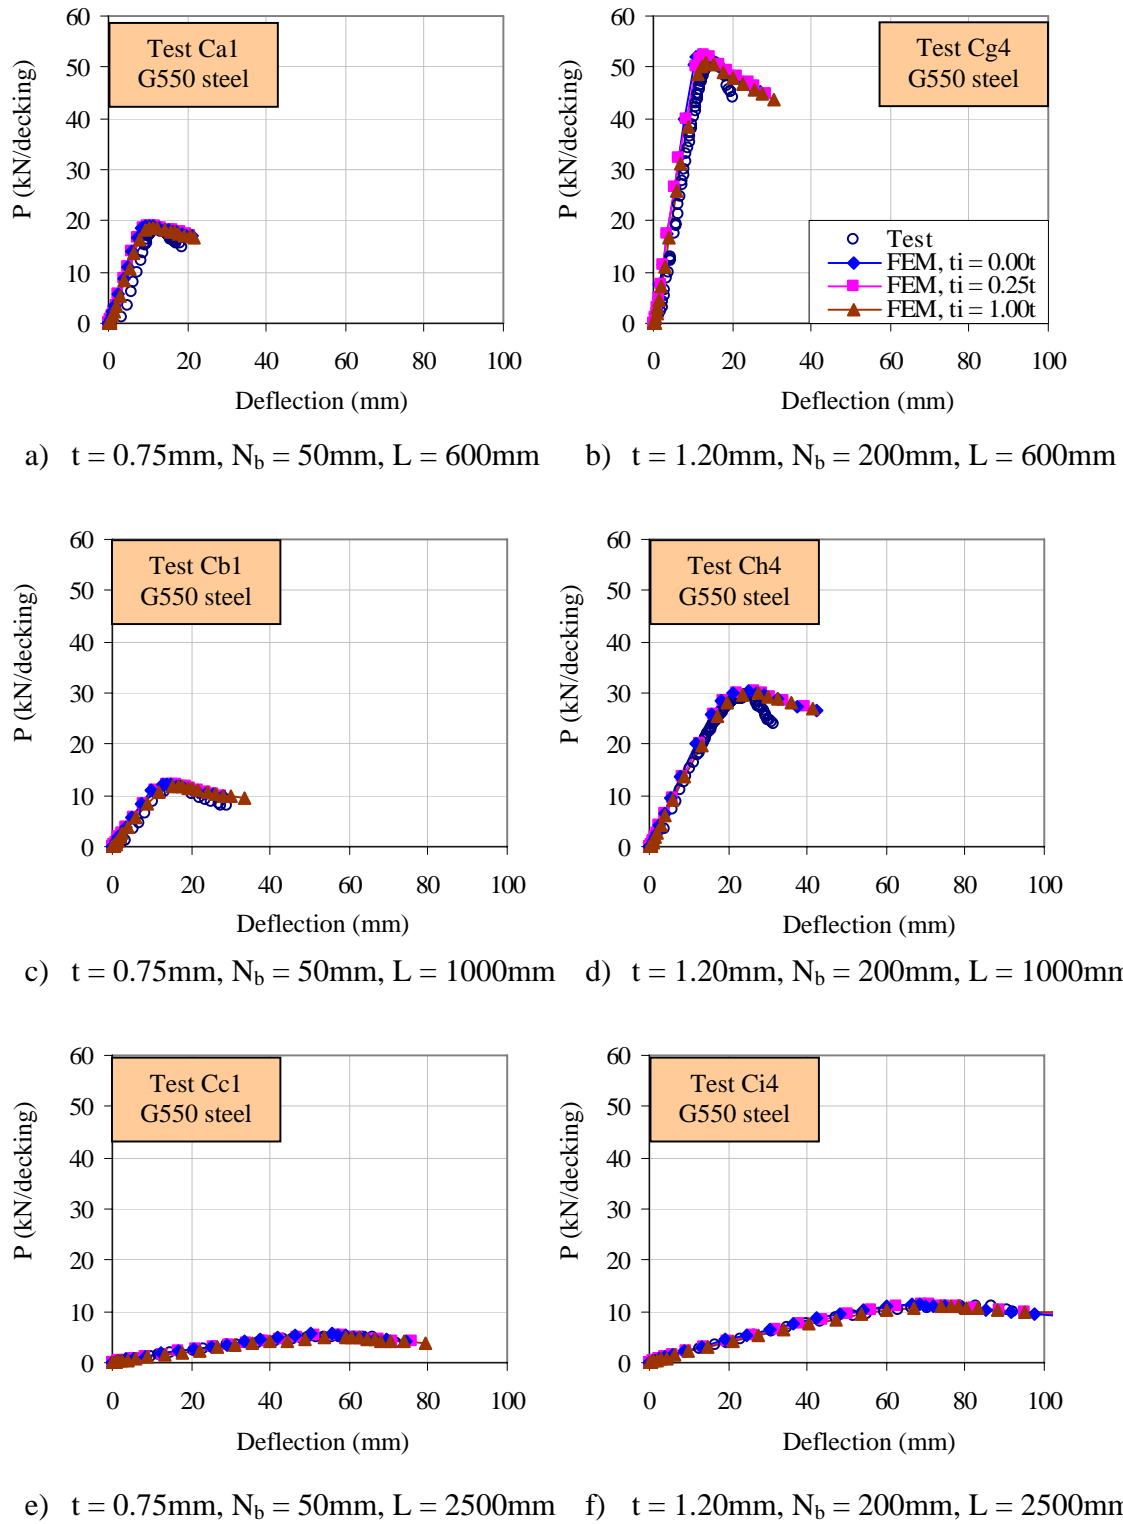 60
50
40
30
20
10
0
P (kN/decking)
Test Ca1
G550 steel
0 20 40 60 80 100
Deflection (mm)
a) t = 0.75mm, Nb = 50mm, L = 600mm
60
50
40
30
20
10
0
P (kN/decking)
Test Cg4
G550 steel
Test
FEM, ti = 0.00t
FEM, ti = 0.25t
FEM, ti = 1.00t
0 20 40 60 80 100
Deflection (mm)
b) t = 1.20mm, Nb = 200mm, L = 600mm
60
50
40
30
20
10
0
P (kN/decking)
Test Cb1
G550 steel
0 20 40 60 80 100
Deflection (mm)
c) t = 0.75mm, Nb = 50mm, L = 1000mm
60
50
40
30
20
10
0
P (kN/decking)
Test Ch4
G550 steel
0 20 40 60 80 100
Deflection (mm)
d) t = 1.20mm, Nb = 200mm, L = 1000mm
60
50
40
30
20
10
0
P (kN/decking)
Test Cc1
G550 steel
0 20 40 60 80 100
Deflection (mm)
e) t = 0.75mm, Nb = 50mm, L = 2500mm
60
50
40
30
20
10
0
P (kN/decking)
Test Ci4
G550 steel
0 20 40 60 80 100
Deflection (mm)
f) t = 1.20mm, Nb = 200mm, L = 2500mm